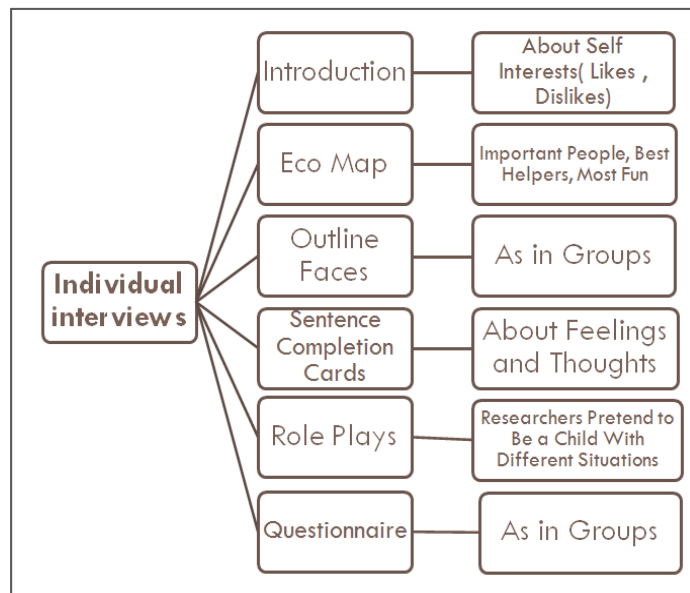 Individual
interviews
Introduction
About Self
Interests( Likes ,
Dislikes)
Eco Map
Important People, Best
Helpers, Most Fun
Outline
Faces
As in Groups
Sentence
Completion
Cards
About Feelings
and Thoughts
Role Plays
Researchers Pretend to
Be a Child With
Different Situations
Questionnaire
As in Groups